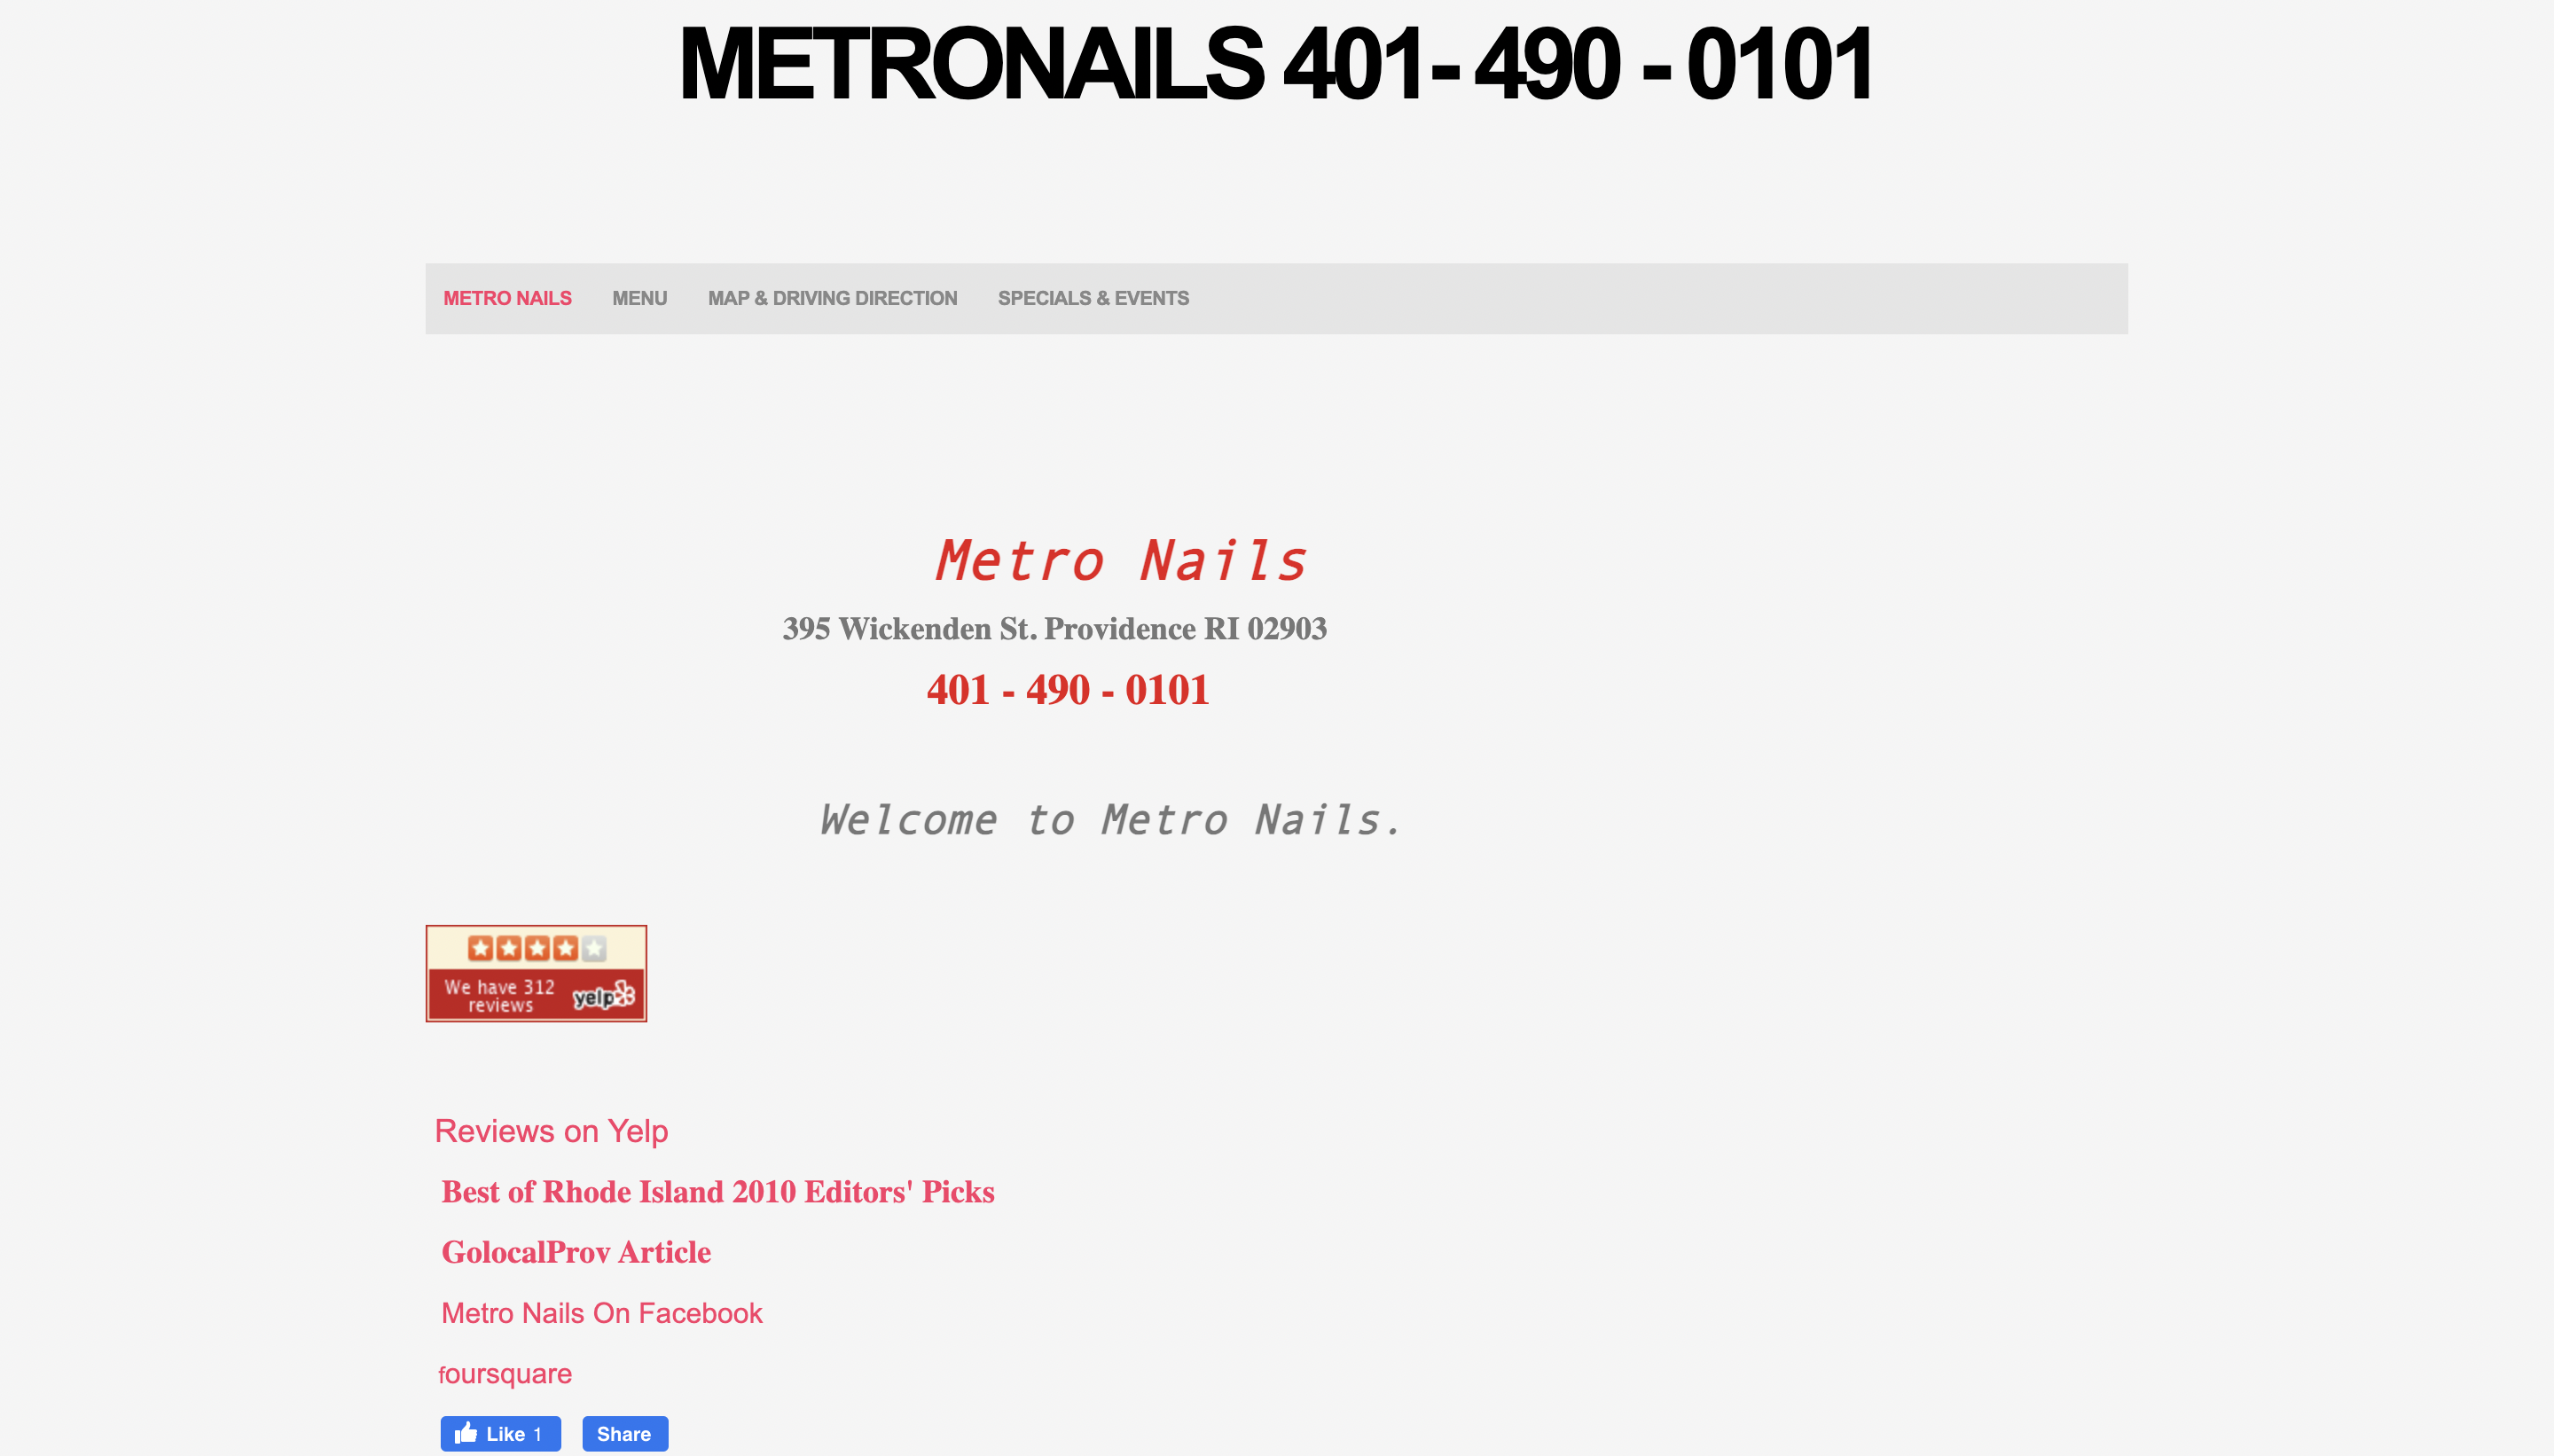 METRONAILS 401- 490 - 0101
METRO NAILS MENU MAP & DRIVING DIRECTION SPECIALS & EVENTS
Metro Nails
395 Wickenden St. Providence RI 02903
401 - 490 - 0101
Welcome to Metro Nails.
We have 312
reviews
yelp
Reviews on Yelp
Best of Rhode Island 2010 Editors' Picks
GolocalProv Article
Metro Nails On Facebook
foursquare
Like 1 Share